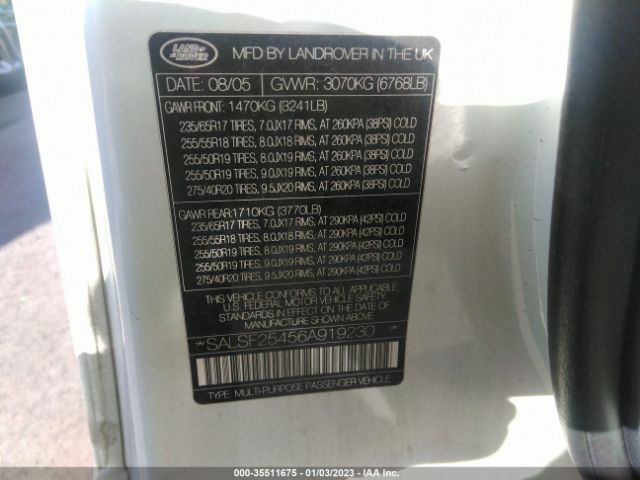 LAND
ROVER
MFD BY LANDROVER IN THE UK
DATE: 08/05 GVWR: 3070KG (6768LB)
GAWR FRONT: 1470KG (3241LB)
235/65R17 TIRES, 7.0JX17 RIMS, AT 260KPA (38PSI) COLD
255/55R18 TIRES, 8.0JX18 RIMS, AT 260KPA (38PSI) COLD
255/50R19 TIRES, 8.0JX19 RIMS, AT 260KPA (38PSI) COLD
255/50R19 TIRES, 9.0JX19 RIMS, AT 260KPA (38PSI) COLD
275/40R20 TIRES, 9.5JX20 RIMS, AT 260KPA (38PSI) COLD
GAWR REAR: 1710KG (3770LB)
235/65R17 TIRES, 7.0JX17 RIMS, AT 290KPA (42PSI) COLD
255/55R18 TIRES, 8.0JX18 RIMS, AT 290KPA (42PSI) COLD
255/50R19 TIRES, 8.0JX19 RIMS, AT 290KPA (42PSI) COLD
255/50R19 TIRES, 9.0JX19 RIMS, AT 290KPA (42PSI) COLD
275/40R20 TIRES, 9.5JX20 RIMS, AT 290KPA (42PSI) COLD
THIS VEHICLE CONFORMS TO ALL APPLICABLE
U.S. FEDERAL MOTOR VEHICLE SAFETY
STANDARDS IN EFFECT ON THE DATE OF
MANUFACTURE SHOWN ABOVE
*SALSF25456A919230 *
TYPE: MULTI-PURPOSE PASSENGER VEHICLE
000-35511675 - 01/03/2023 - IAA Inc.